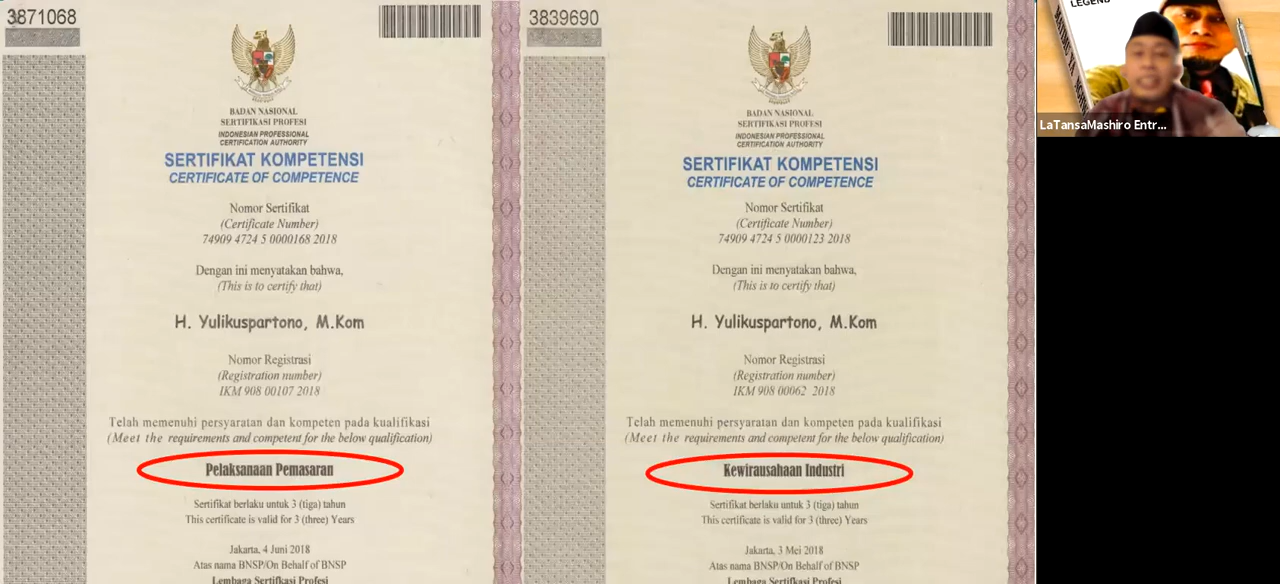 3871068
BADAN NASIONAL
SERTIFIKASI PROFESI
INDONESIAN PROFESSIONAL
CERTIFICATION AUTHORITY
SERTIFIKAT KOMPETENSI
CERTIFICATE OF COMPETENCE
Nomor Sertifikat
(Certificate Number)
74909 4724 5 0000168 2018
Dengan ini menyatakan bahwa,
(This is to certify that)
H. Yulikuspartono, M.Kom
Nomor Registrasi
(Registration number)
IKM 908 00107 2018
Telah memenuhi persyaratan dan kompeten pada kualifikasi
(Meet the requirements and competent for the below qualification)
Pelaksanaan Pemasaran
Sertifikat berlaku untuk 3 (tiga) tahun
This certificate is valid for 3 (three) Years
Jakarta, 4 Juni 2018
Atas nama BNSP/On Behalf of BNSP
Lembaga Sertifikasi Profesi
3839690
BADAN NASIONAL
SERTIFIKASI PROFESI
INDONESIAN PROFESSIONAL
CERTIFICATION AUTHORITY
SERTIFIKAT KOMPETENSI
CERTIFICATE OF COMPETENCE
Nomor Sertifikat
(Certificate Number)
74909 4724 5 0000123 2018
Dengan ini menyatakan bahwa,
(This is to certify that)
H. Yulikuspartono, M.Kom
Nomor Registrasi
(Registration number)
IKM 908 00062 2018
Telah memenuhi persyaratan dan kompeten pada kualifikasi
(Meet the requirements and competent for the below qualification)
Kewirausahaan Industri
Sertifikat berlaku untuk 3 (tiga) tahun
This certificate is valid for 3 (three) Years
Jakarta, 3 Mei 2018
Atas nama BNSP/On Behalf of BNSP
Lembaga Sertifikasi Profesi
LEGEND
LaTansaMashiro Entr...